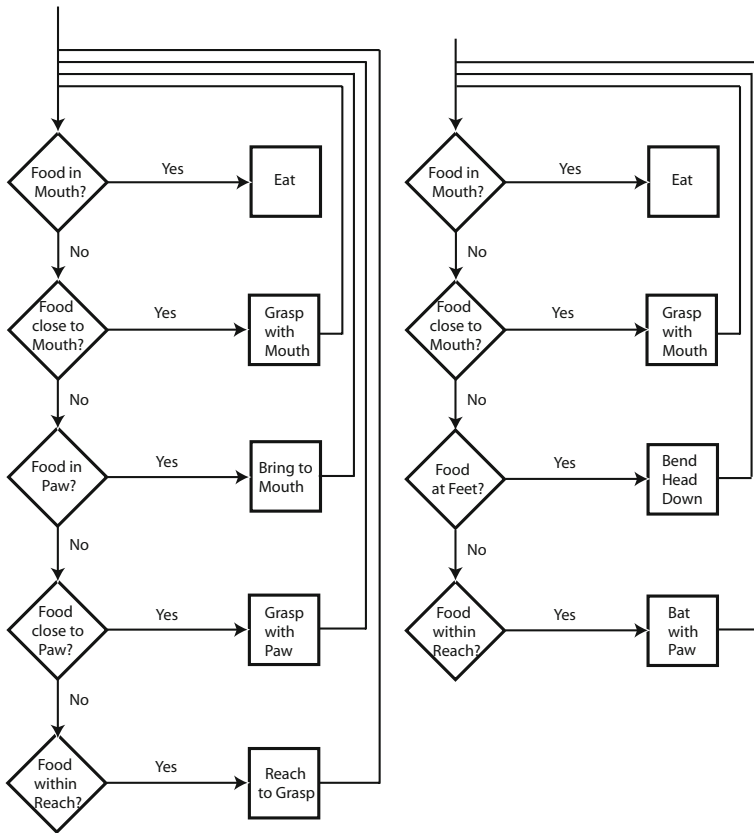 Food in
Mouth?
Yes
Eat
No
Food
close to
Mouth?
Yes
Grasp
with
Mouth
No
Food in
Paw?
Yes
Bring to
Mouth
No
Food
close to
Paw?
Yes
Grasp
with
Paw
No
Food
within
Reach?
Yes
Reach
to Grasp
Food in
Mouth?
Yes
Eat
No
Food
close to
Mouth?
Yes
Grasp
with
Mouth
No
Food
at Feet?
Yes
Bend
Head
Down
No
Food
within
Reach?
Yes
Bat
with
Paw